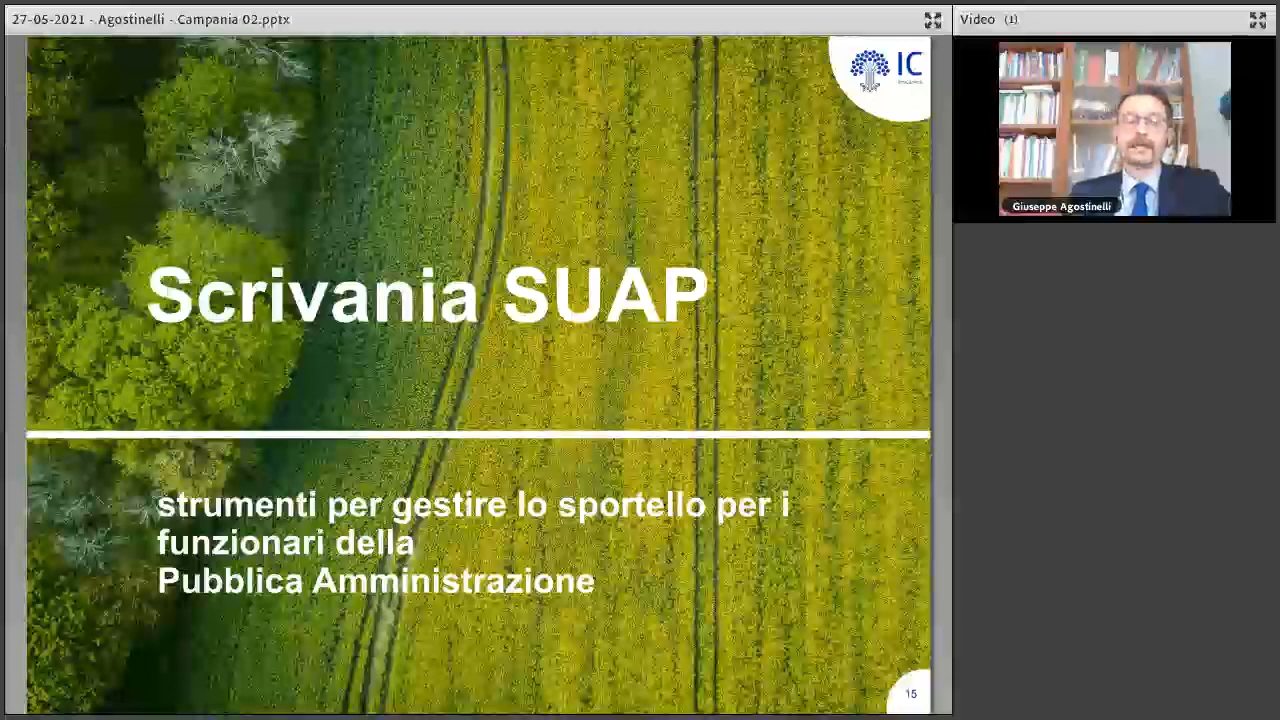 27-05-2021 - Agostinelli - Campania 02.pptx
Video (1)
IC
Giuseppe Agostinelli
Scrivania SUAP
strumenti per gestire lo sportello per i
funzionari della
Pubblica Amministrazione
15